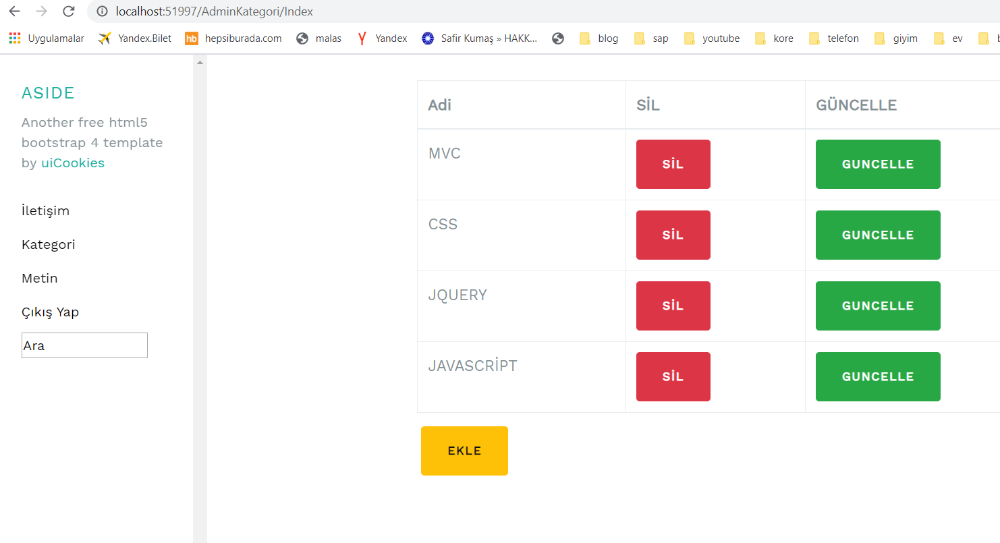 localhost:51997/AdminKategori/Index
Uygulamalar Yandex.Bilet hb hepsiburada.com malas Yandex Safir Kumaş » HAKK... blog sap youtube kore telefon giyim ev
ASIDE
Another free html5
bootstrap 4 template
by uiCookies
İletişim
Kategori
Metin
Çıkış Yap
Ara
Adi SİL GÜNCELLE
MVC SİL GUNCELLE
CSS SİL GUNCELLE
JQUERY SİL GUNCELLE
JAVASCRİPT SİL GUNCELLE
EKLE